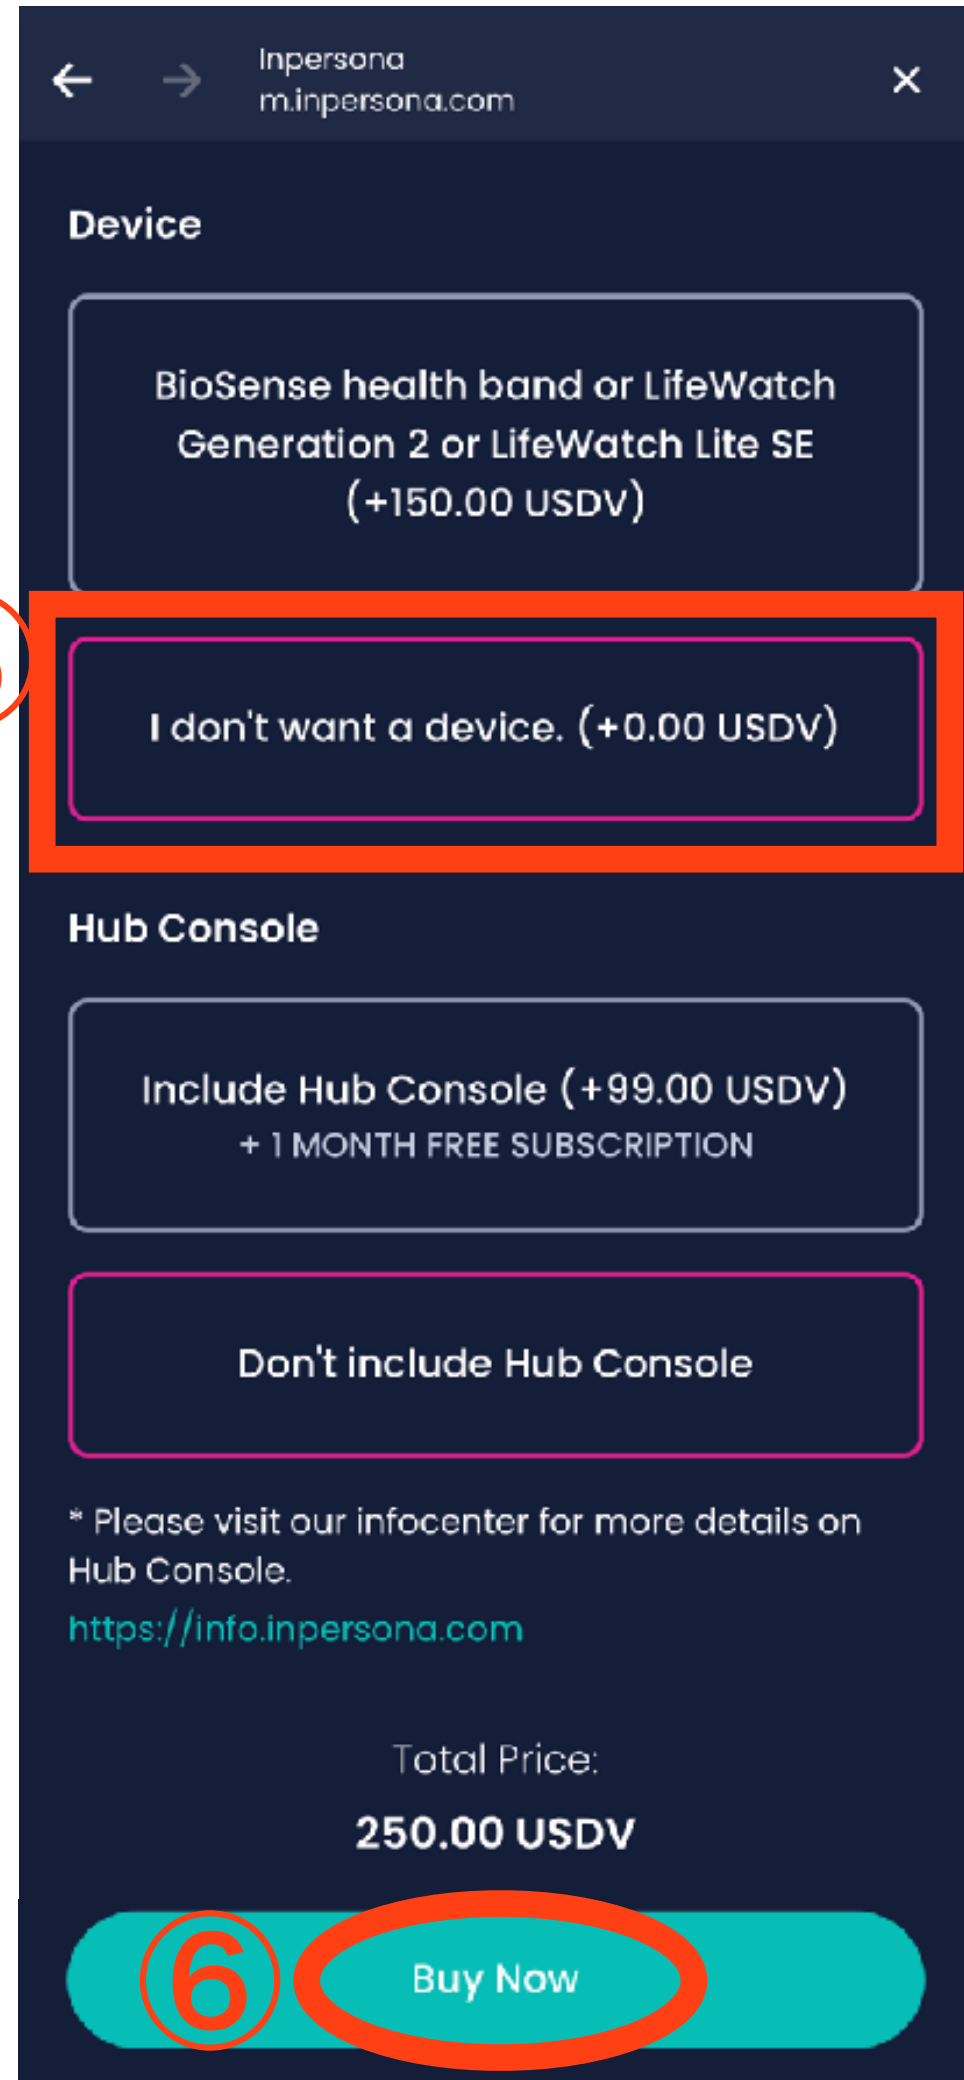 Inpersona
m.inpersona.com
Device
BioSense health band or LifeWatch
Generation 2 or LifeWatch Lite SE
(+150.00 USDV)
I don't want a device. (+0.00 USDV)
Hub Console
Include Hub Console (+99.00 USDV)
+ 1 MONTH FREE SUBSCRIPTION
Don't include Hub Console
* Please visit our infocenter for more details on
Hub Console.
https://info.inpersona.com
Total Price:
250.00 USDV
⑥ Buy Now